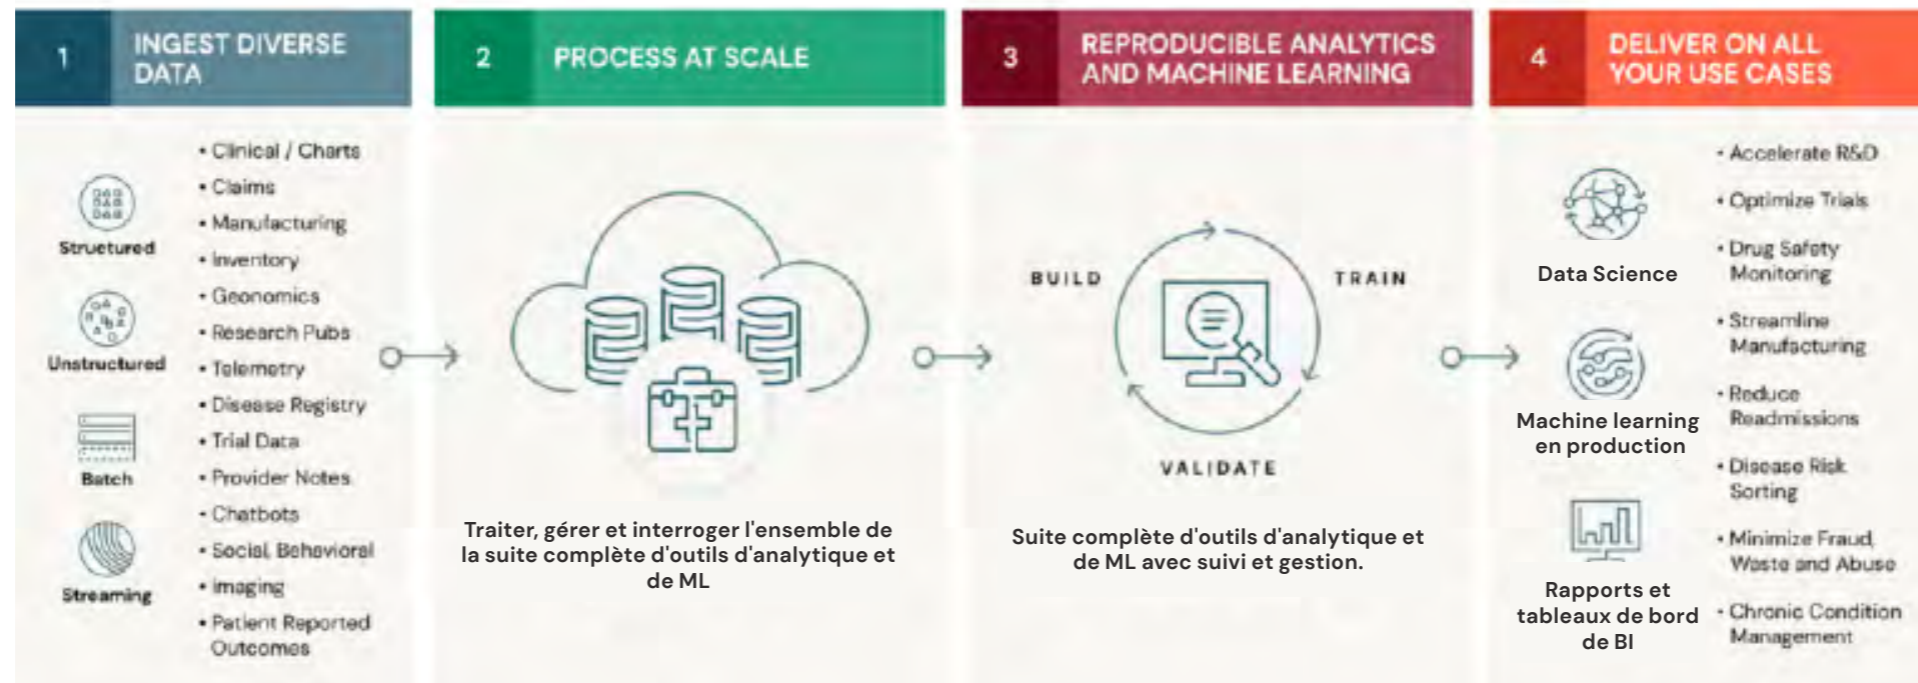 1
INGEST DIVERSE
DATA
Structured
Unstructured
Batch
Streaming
• Clinical / Charts
• Claims
• Manufacturing
• Inventory
• Geonomics
• Research Pubs
• Telemetry
• Disease Registry
• Trial Data
• Provider Notes
• Chatbots
• Social, Behavioral
• Imaging
• Patient Reported
Outcomes
2
PROCESS AT SCALE
Traiter, gérer et interroger l'ensemble de
la suite complète d'outils d'analytique et
de ML
3
REPRODUCIBLE ANALYTICS
AND MACHINE LEARNING
BUILD
TRAIN
VALIDATE
Suite complète d'outils d'analytique et
de ML avec suivi et gestion.
4
DELIVER ON ALL
YOUR USE CASES
Data Science
Machine learning
en production
Rapports et
tableaux de bord
de BI
• Accelerate R&D
• Optimize Trials
• Drug Safety
Monitoring
• Streamline
Manufacturing
• Reduce
Readmissions
• Disease Risk
Sorting
• Minimize Fraud,
Waste and Abuse
• Chronic Condition
Management